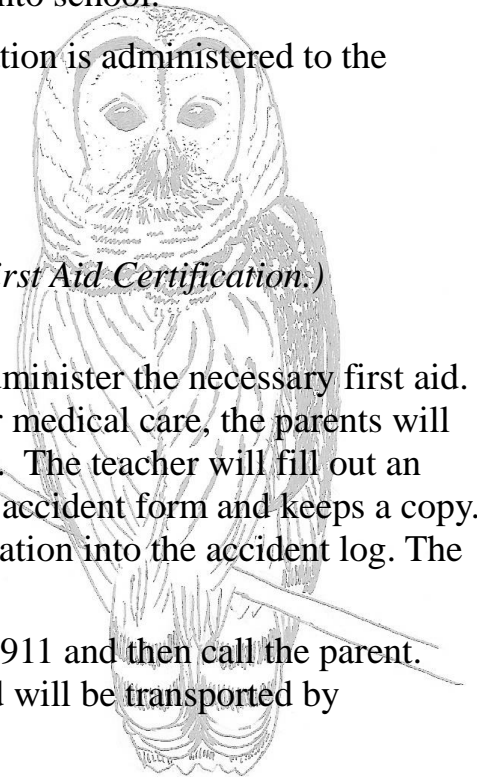 nto school.
tion is administered to the
irst Aid Certification.)
minister the necessary first aid.
r medical care, the parents will
. The teacher will fill out an
accident form and keeps a copy.
ation into the accident log. The
911 and then call the parent.
d will be transported by